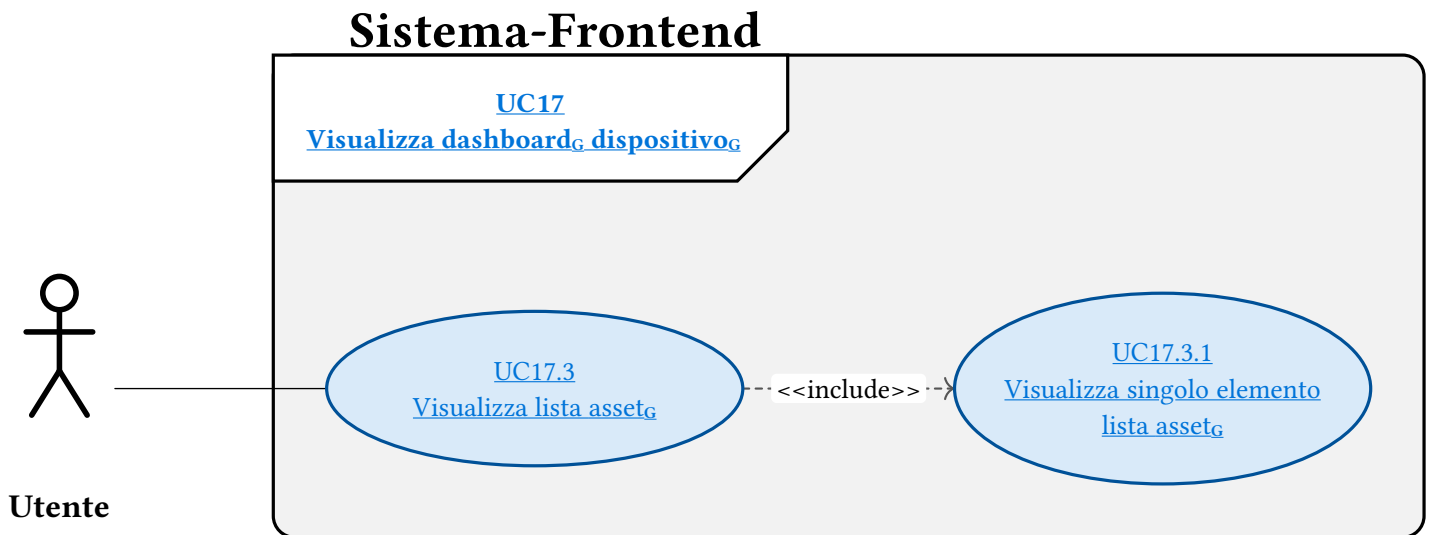 Sistema-Frontend
UC17
Visualizza dashboardG dispositivoG
UC17.3
Visualizza lista assetG
<<include>>
UC17.3.1
Visualizza singolo elemento
lista assetG
Utente